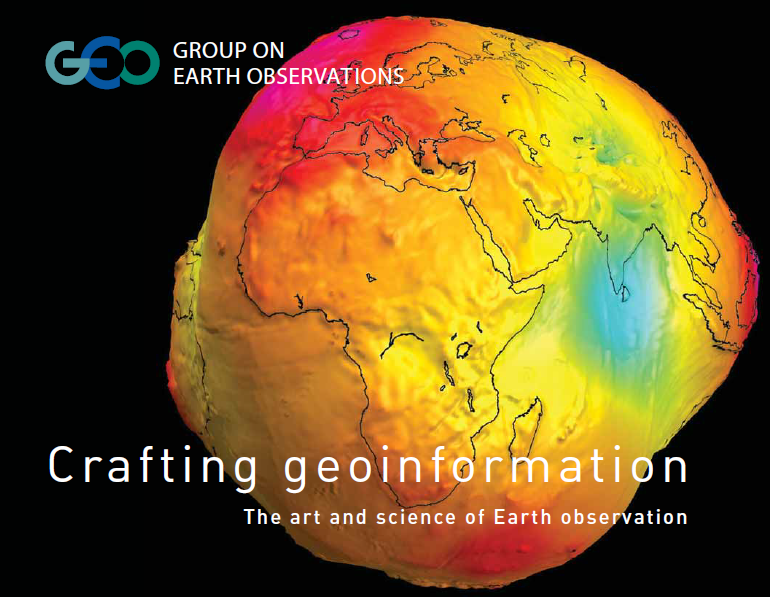 GEO
GROUP ON
EARTH OBSERVATIONS
Crafting geoinformation
The art and science of Earth observation